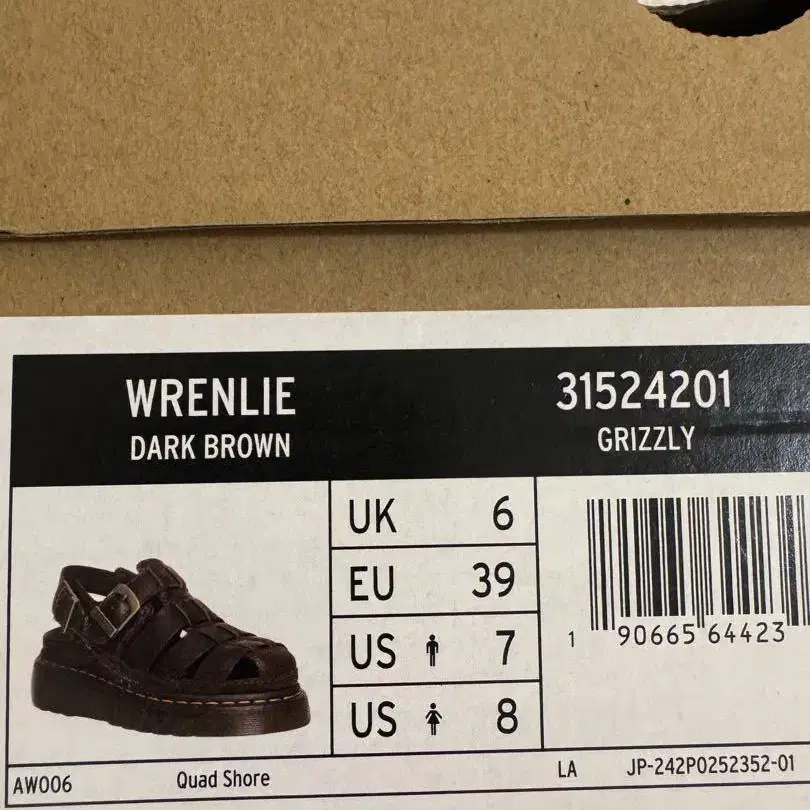 WRENLIE
DARK BROWN
31524201
GRIZZLY
UK 6
EU 39
US 7
US 8
1 90665 64423
AW006
Quad Shore
LA
JP-242P0252352-01